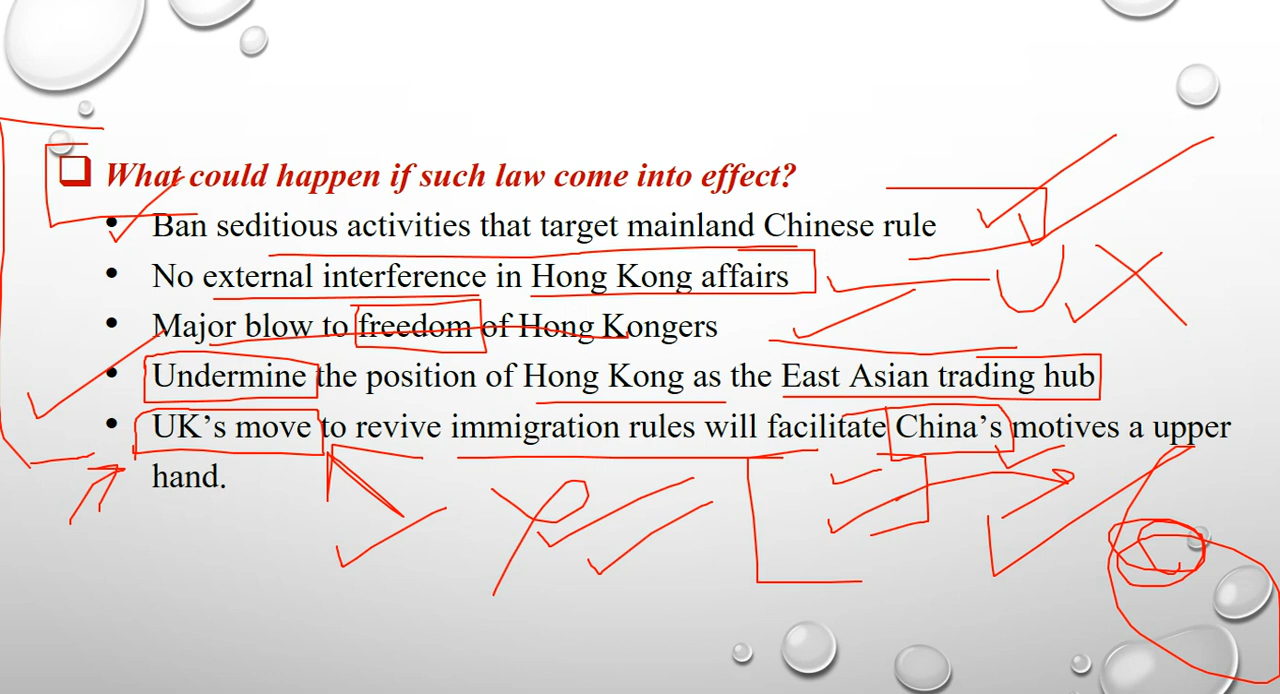 What could happen if such law come into effect?
• Ban seditious activities that target mainland Chinese rule
• No external interference in Hong Kong affairs
• Major blow to freedom of Hong Kongers
• Undermine the position of Hong Kong as the East Asian trading hub
• UK's move to revive immigration rules will facilitate China's motives a upper
hand.